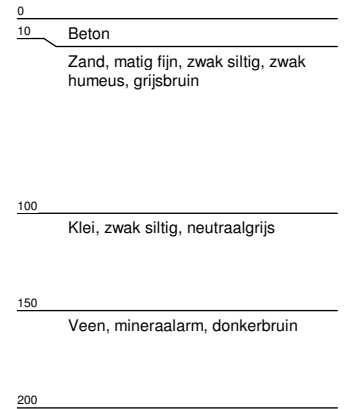 0
10
Beton
Zand, matig fijn, zwak siltig, zwak
humeus, grijsbruin
100
Klei, zwak siltig, neutraalgrijs
150
Veen, mineraalarm, donkerbruin
200